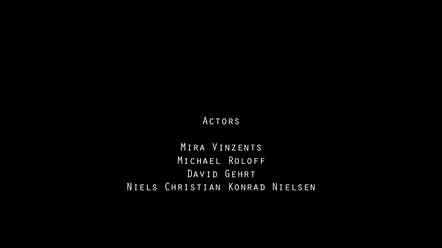 Actors
Mira Vinzents
Michael Roloff
David Gehrt
Niels Christian Konrad Nielsen